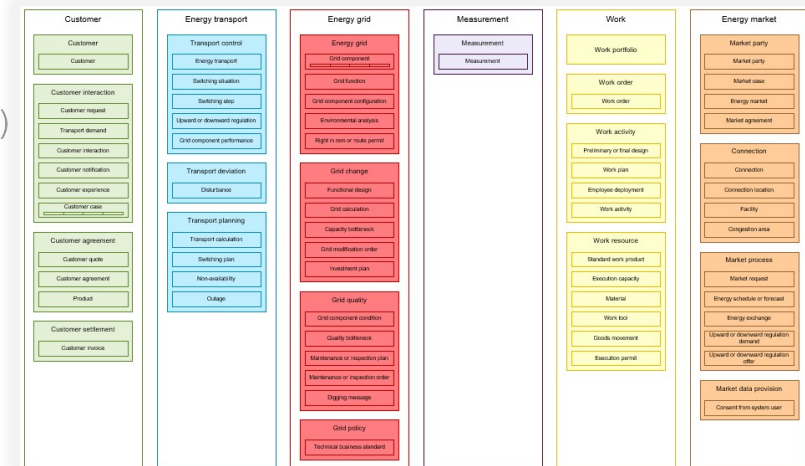 )
Customer
Customer
Customer
Customer interaction
Customer request
Transport demand
Customer interaction
Customer notification
Customer experience
Customer case
Customer agreement
Customer quote
Customer agreement
Product
Customer settlement
Customer invoice
Energy transport
Transport control
Energy transport
Switching situation
Switching step
Upward or downward regulation
Grid component performance
Transport deviation
Disturbance
Transport planning
Transport calculation
Switching plan
Non-availability
Outage
Energy grid
Energy grid
Grid component
Grid function
Grid component configuration
Environmental analysis
Right in rem or route permit
Grid change
Functional design
Grid calculation
Capacity bottleneck
Grid modification order
Investment plan
Grid quality
Grid component condition
Quality bottleneck
Maintenance or inspection plan
Maintenance or inspection order
Digging message
Grid policy
Technical business standard
Measurement
Measurement
Measurement
Work
Work portfolio
Work order
Work order
Work activity
Preliminary or final design
Work plan
Employee deployment
Work activity
Work resource
Standard work product
Execution capacity
Material
Work tool
Goods movement
Execution permit
Energy market
Market party
Market party
Market case
Energy market
Market agreement
Connection
Connection
Connection location
Facility
Congestion area
Market process
Market request
Energy schedule or forecast
Energy exchange
Upward or downward regulation
demand
Upward or downward regulation
offer
Market data provision
Consent from system user